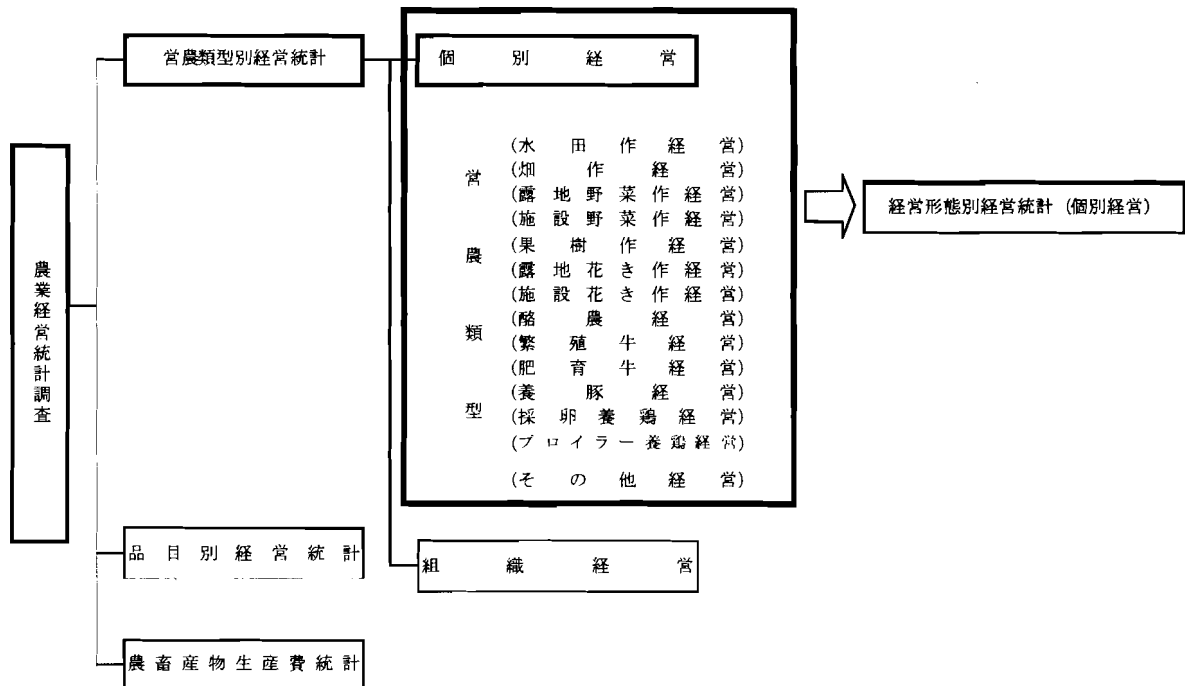 営農類型別経営統計
個別経営
(水田作経営)
(畑作経営)
営
(露地野菜作経営)
(施設野菜作経営)
経営形態別経営統計 (個別経営)
農
(果樹作経営)
(露地花き作経営)
(施設花き作経営)
農業経営統計調査
類
(酪農経営)
(繁殖牛経営)
(肥育牛経営)
型
(養豚経営)
(採卵養鶏経営)
(ブロイラー養鶏経営)
(その他経営)
品目別経営統計
組織経営
農畜産物生産費統計